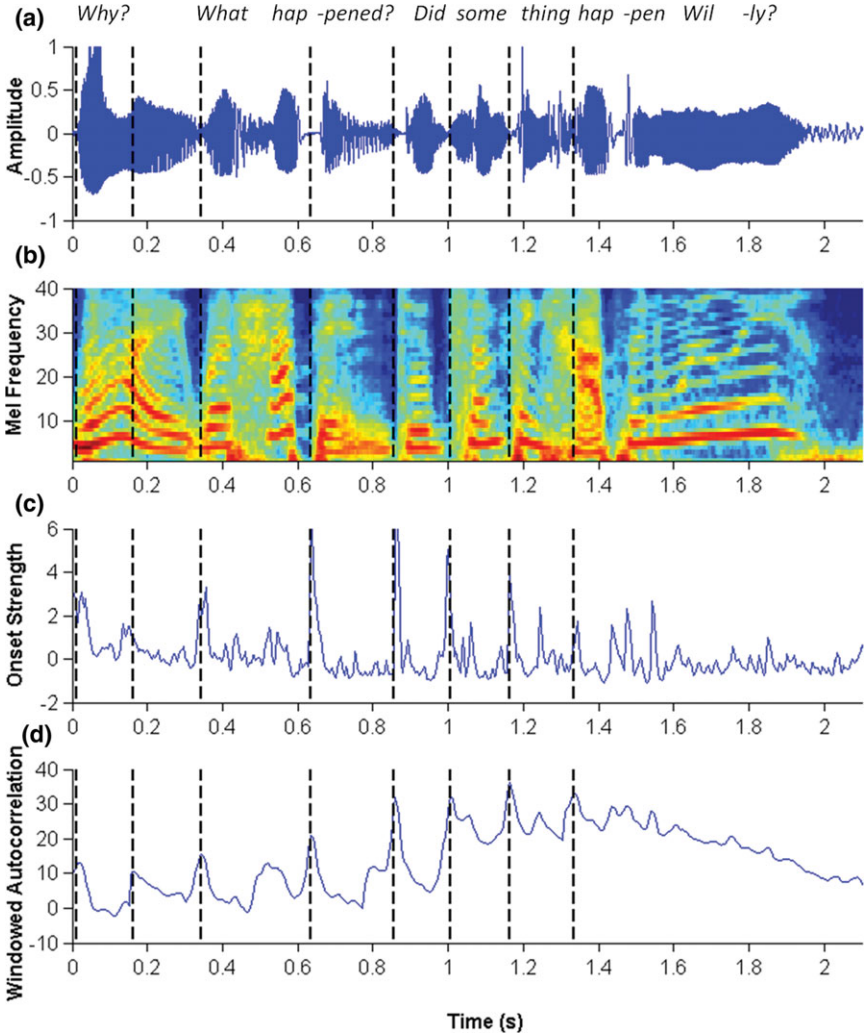 (a) Why? What hap -pened? Did some thing hap -pen Wil -ly?
1
0.5
0
-0.5
-1
Amplitude
0 0.2 0.4 0.6 0.8 1 1.2 1.4 1.6 1.8 2
(b)
40
30
20
10
Mel Frequency
0 0.2 0.4 0.6 0.8 1 1.2 1.4 1.6 1.8 2
(c)
6
4
2
0
-2
Onset Strength
0 0.2 0.4 0.6 0.8 1 1.2 1.4 1.6 1.8 2
(d)
40
30
20
10
0
-10
Windowed Autocorrelation
0 0.2 0.4 0.6 0.8 1 1.2 1.4 1.6 1.8 2
Time (s)